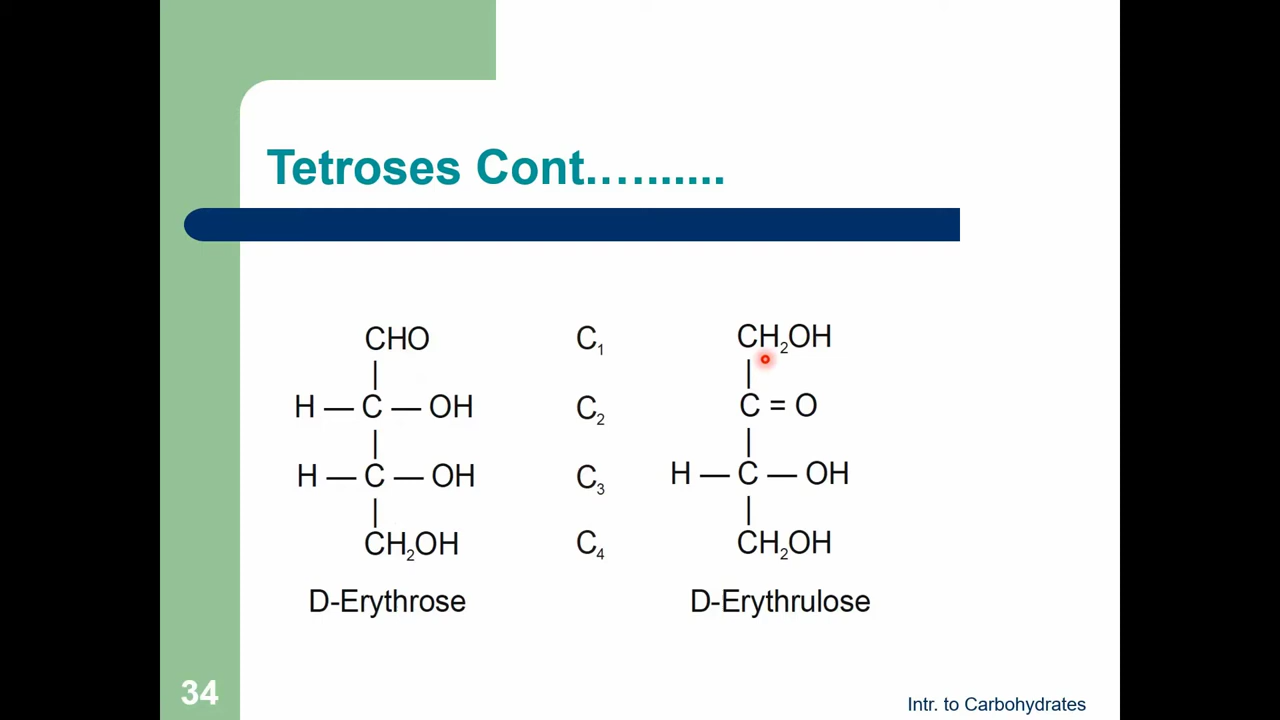 Tetroses Cont..........
CHO C₁ CH₂OH
|
|
H — C — OH C₂ C = O
|
|
H — C — OH C₃ H — C — OH
|
|
CH₂OH C₄ CH₂OH
D-Erythrose D-Erythrulose
34
Intr. to Carbohydrates